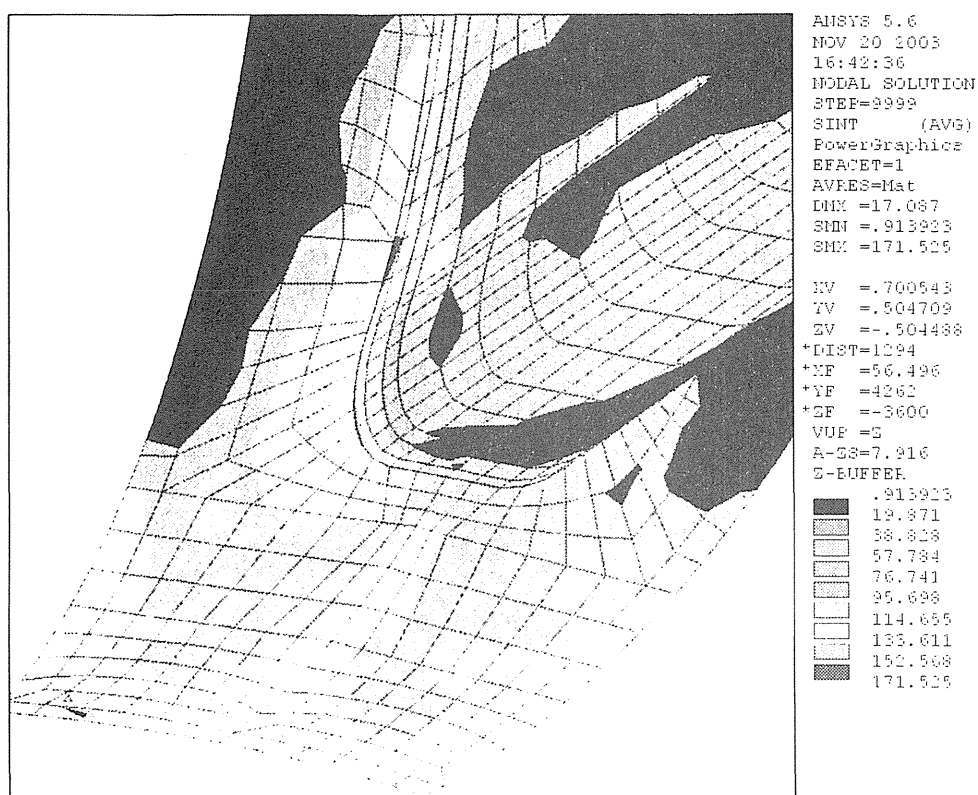 ANSYS 5.6
NOV 20 2003
16:42:36
NODAL SOLUTION
STEP=9999
SINT (AVG)
PowerGraphics
EFACET=1
AVRES=Mat
DMX =17.087
SMN =.913923
SMX =171.525
XV =.700543
YV =.504709
ZV =-.504488
*DIST=1294
*XF =56.496
*YF =4262
*ZF =-3600
VUP =Z
A-ZS=7.916
Z-BUFFER
.913923
19.871
38.828
57.784
76.741
95.698
114.655
133.611
152.568
171.525
X